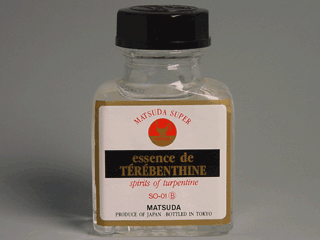 MATSUDA SUPER
essence de
TÉRÉBENTHINE
spirits of turpentine
SO-01 Ⓑ
MATSUDA
PRODUCE OF JAPAN BOTTLED IN TOKYO